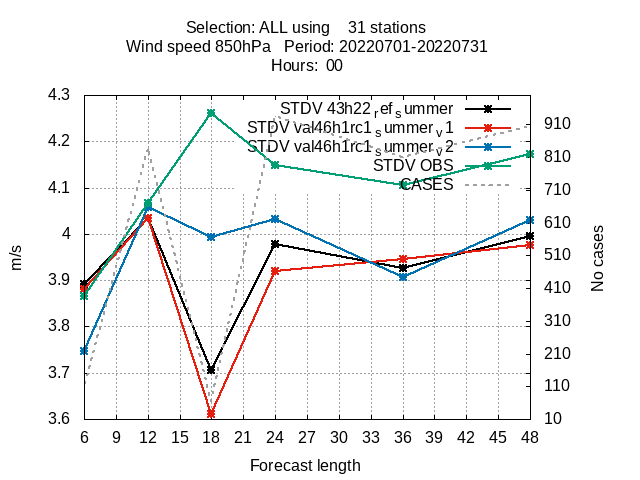 Selection: ALL using 31 stations
Wind speed 850hPa Period: 20220701-20220731
Hours: 00
STDV 43h22refsummer
STDV val46h1rc1summerv1
STDV val46h1rc1summerv2
STDV OBS
CASES
4.3
4.2
4.1
4
3.9
3.8
3.7
3.6
m/s
910
810
710
610
510
410
310
210
110
10
No cases
6 9 12 15 18 21 24 27 30 33 36 39 42 45 48
Forecast length